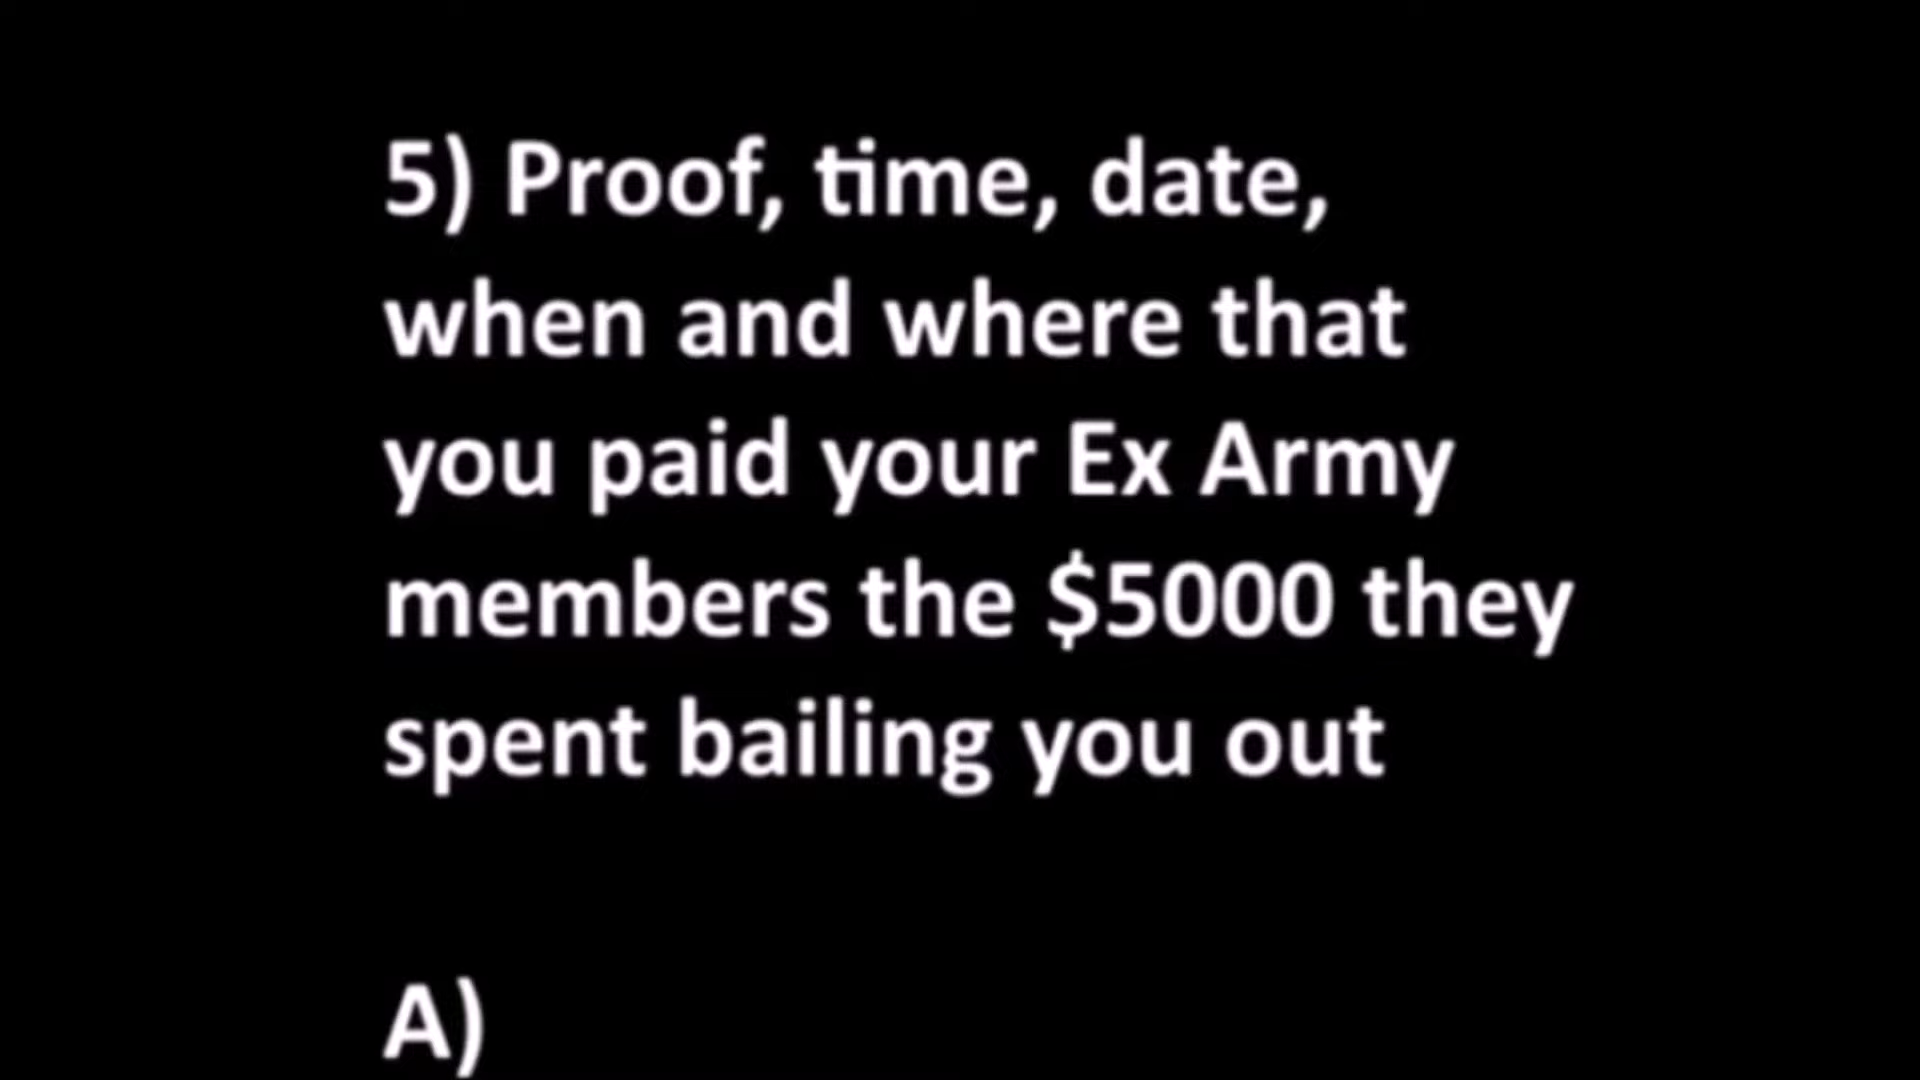 5) Proof, time, date,
when and where that
you paid your Ex Army
members the $5000 they
spent bailing you out
A)